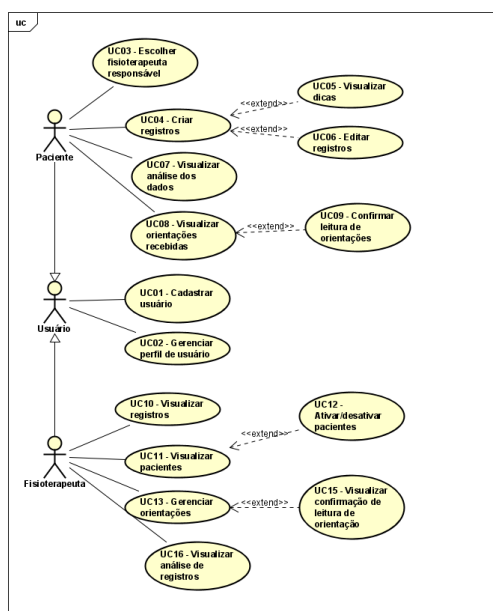 uc
UC03 - Escolher
fisioterapeuta
responsável
UC04 - Criar
registros
<<extend>>
UC05 - Visualizar
dicas
<<extend>>
UC06 - Editar
registros
Paciente
UC07 - Visualizar
análise dos
dados
UC08 - Visualizar
orientações
recebidas
<<extend>>
UC09 - Confirmar
leitura de
orientações
UC01 - Cadastrar
usuário
Usuário
UC02 - Gerenciar
perfil de usuário
UC10 - Visualizar
registros
UC12 -
Ativar/desativar
pacientes
<<extend>>
UC11 - Visualizar
pacientes
Fisioterapeuta
UC13 - Gerenciar
orientações
<<extend>>
UC15 - Visualizar
confirmação de
leitura de
orientação
UC16 - Visualizar
análise de
registros